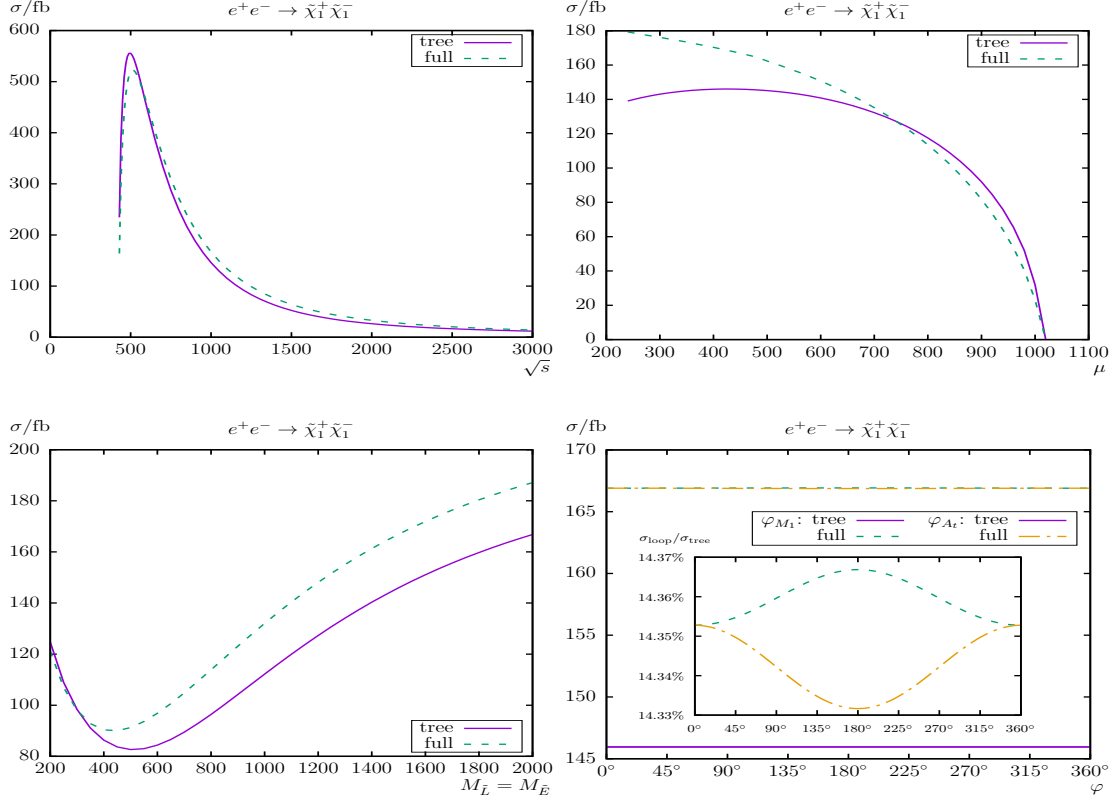 σ/fb
e⁺e⁻ → χ̃₁⁺χ̃₁⁻
600
500
400
300
200
100
0
tree
full
0 500 1000 1500 2000 2500 3000
√s
σ/fb
e⁺e⁻ → χ̃₁⁺χ̃₁⁻
180
160
140
120
100
80
60
40
20
0
tree
full
200 300 400 500 600 700 800 900 1000 1100
μ
σ/fb
e⁺e⁻ → χ̃₁⁺χ̃₁⁻
200
180
160
140
120
100
80
tree
full
200 400 600 800 1000 1200 1400 1600 1800 2000
M_L̃ = M_Ẽ
σ/fb
e⁺e⁻ → χ̃₁⁺χ̃₁⁻
170
165
160
155
150
145
φ_M₁: tree φ_Aₜ: tree
full full
σ_loop/σ_tree
14.37%
14.36%
14.35%
14.34%
14.33%
0° 45° 90° 135° 180° 225° 270° 315° 360°
0° 45° 90° 135° 180° 225° 270° 315° 360°
φ